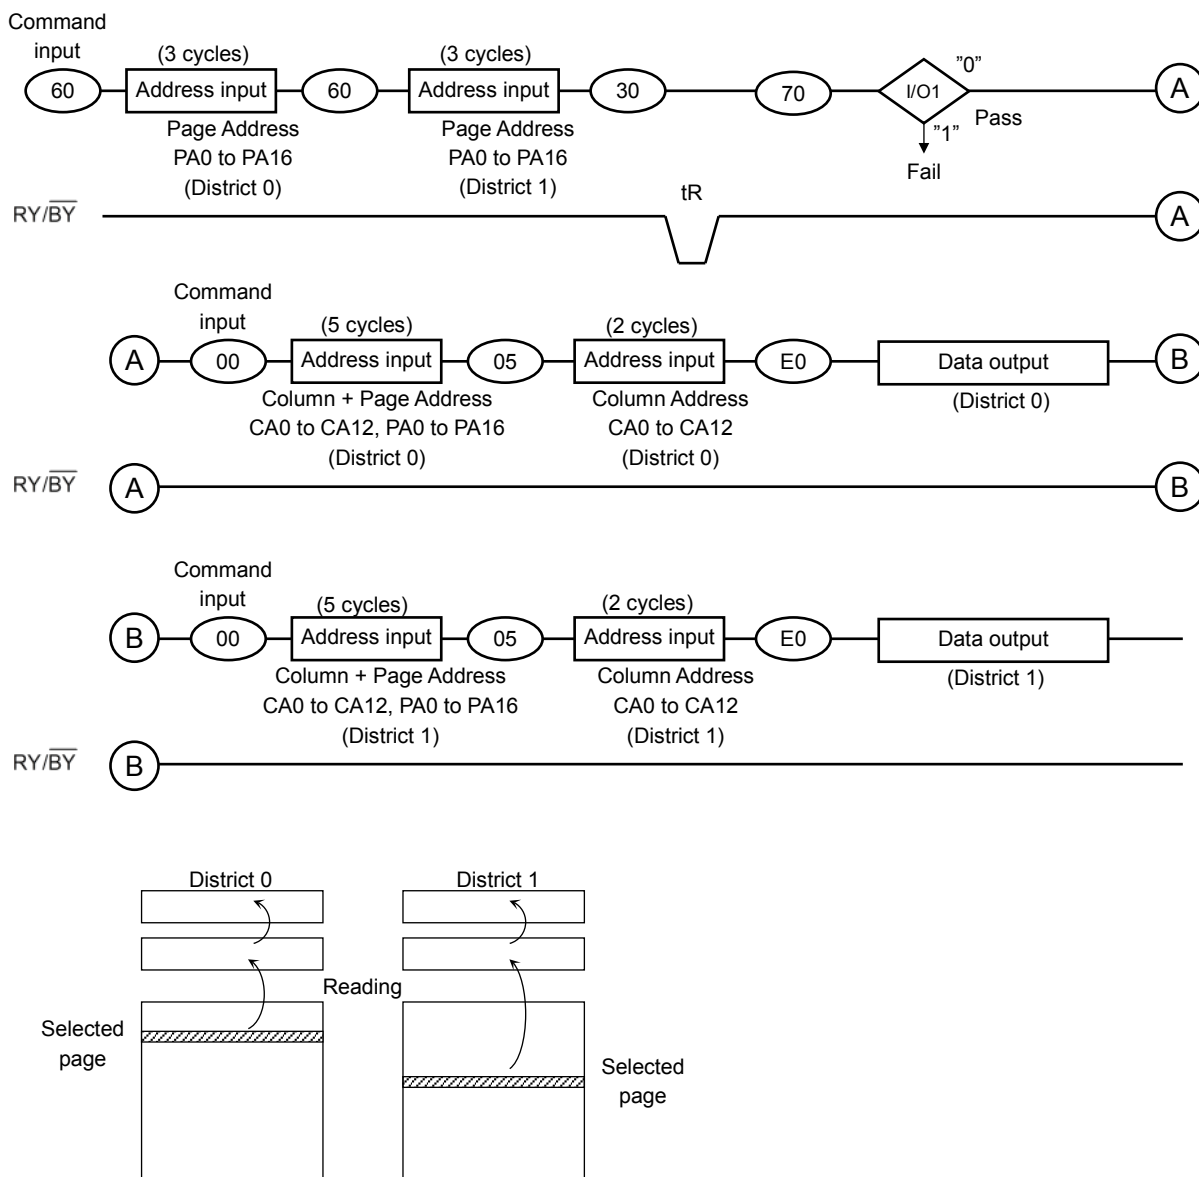 Command
input
(3 cycles)
(3 cycles)
"0"
60
Address input
60
Address input
30
70
I/O1
A
Pass
"1"
Page Address
PA0 to PA16
(District 0)
Page Address
PA0 to PA16
(District 1)
Fail
tR
RY/BY
A
Command
input
(5 cycles)
(2 cycles)
A
00
Address input
05
Address input
E0
Data output
B
Column + Page Address
CA0 to CA12, PA0 to PA16
(District 0)
Column Address
CA0 to CA12
(District 0)
(District 0)
RY/BY
A
B
Command
input
(5 cycles)
(2 cycles)
B
00
Address input
05
Address input
E0
Data output
Column + Page Address
CA0 to CA12, PA0 to PA16
(District 1)
Column Address
CA0 to CA12
(District 1)
(District 1)
RY/BY
B
District 0
District 1
Reading
Selected
page
Selected
page